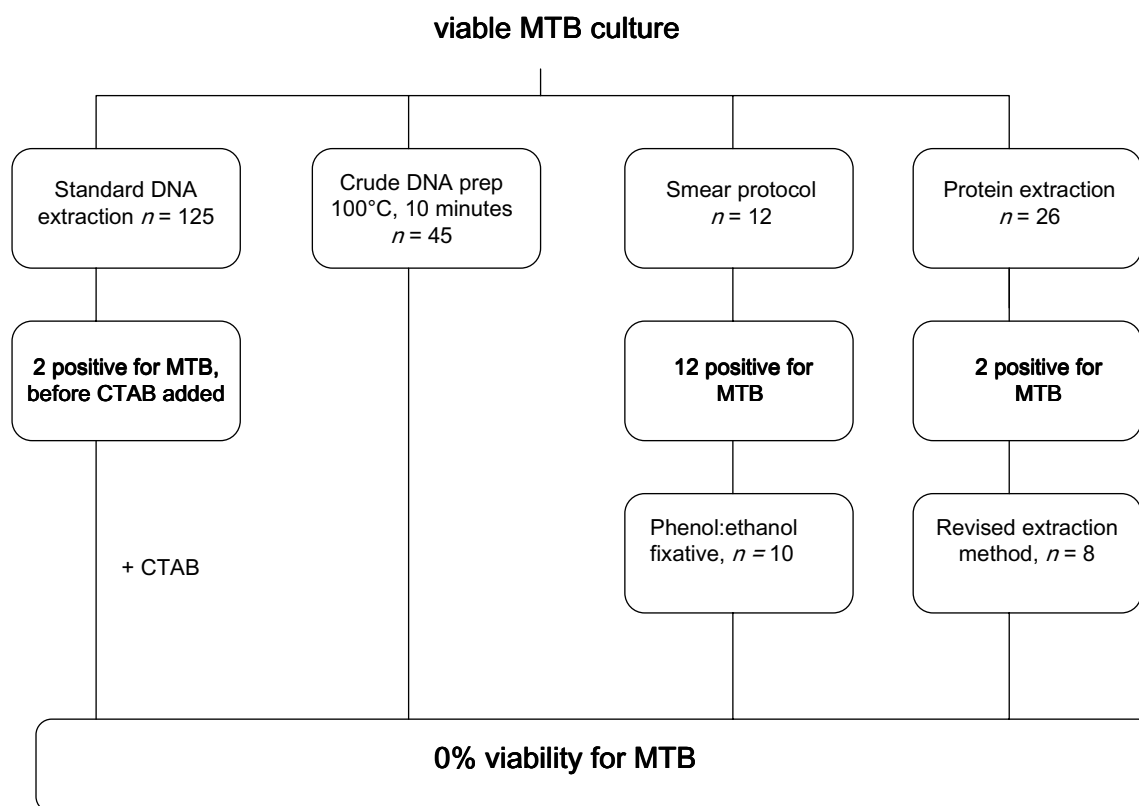 viable MTB culture
Standard DNA
extraction n = 125
Crude DNA prep
100°C, 10 minutes
n = 45
Smear protocol
n = 12
Protein extraction
n = 26
2 positive for MTB,
before CTAB added
12 positive for
MTB
2 positive for
MTB
+ CTAB
Phenol:ethanol
fixative, n = 10
Revised extraction
method, n = 8
0% viability for MTB